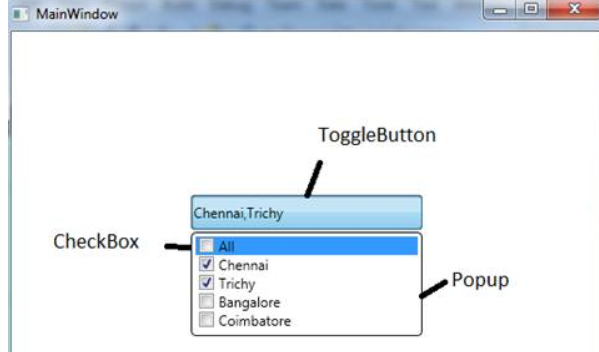 MainWindow
ToggleButton
Chennai,Trichy
CheckBox
All
Chennai
Trichy
Popup
Bangalore
Coimbatore